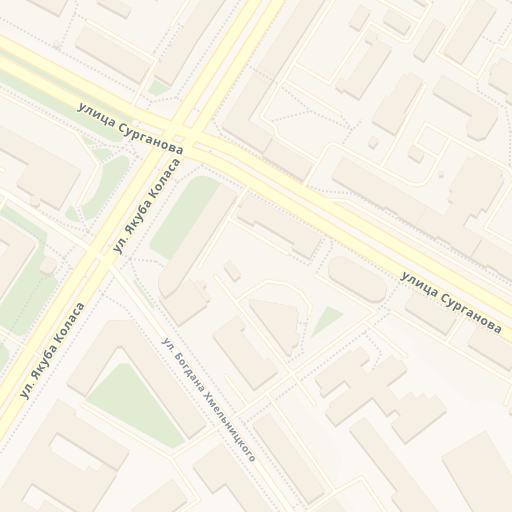 улица Сурганова
ул. Якуба Коласа
улица Сурганова
ул. Якуба Коласа
ул. Богдана Хмельницкого